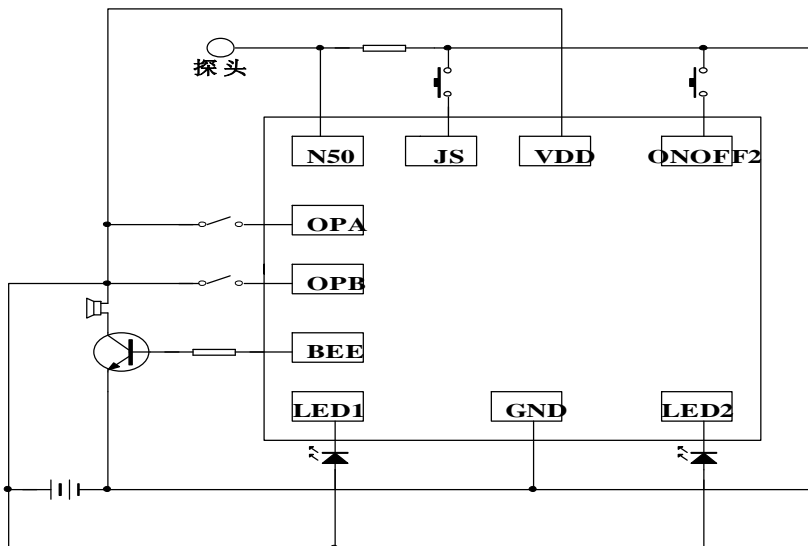 探头
N50
JS
VDD
ONOFF2
OPA
OPB
BEE
LED1
GND
LED2